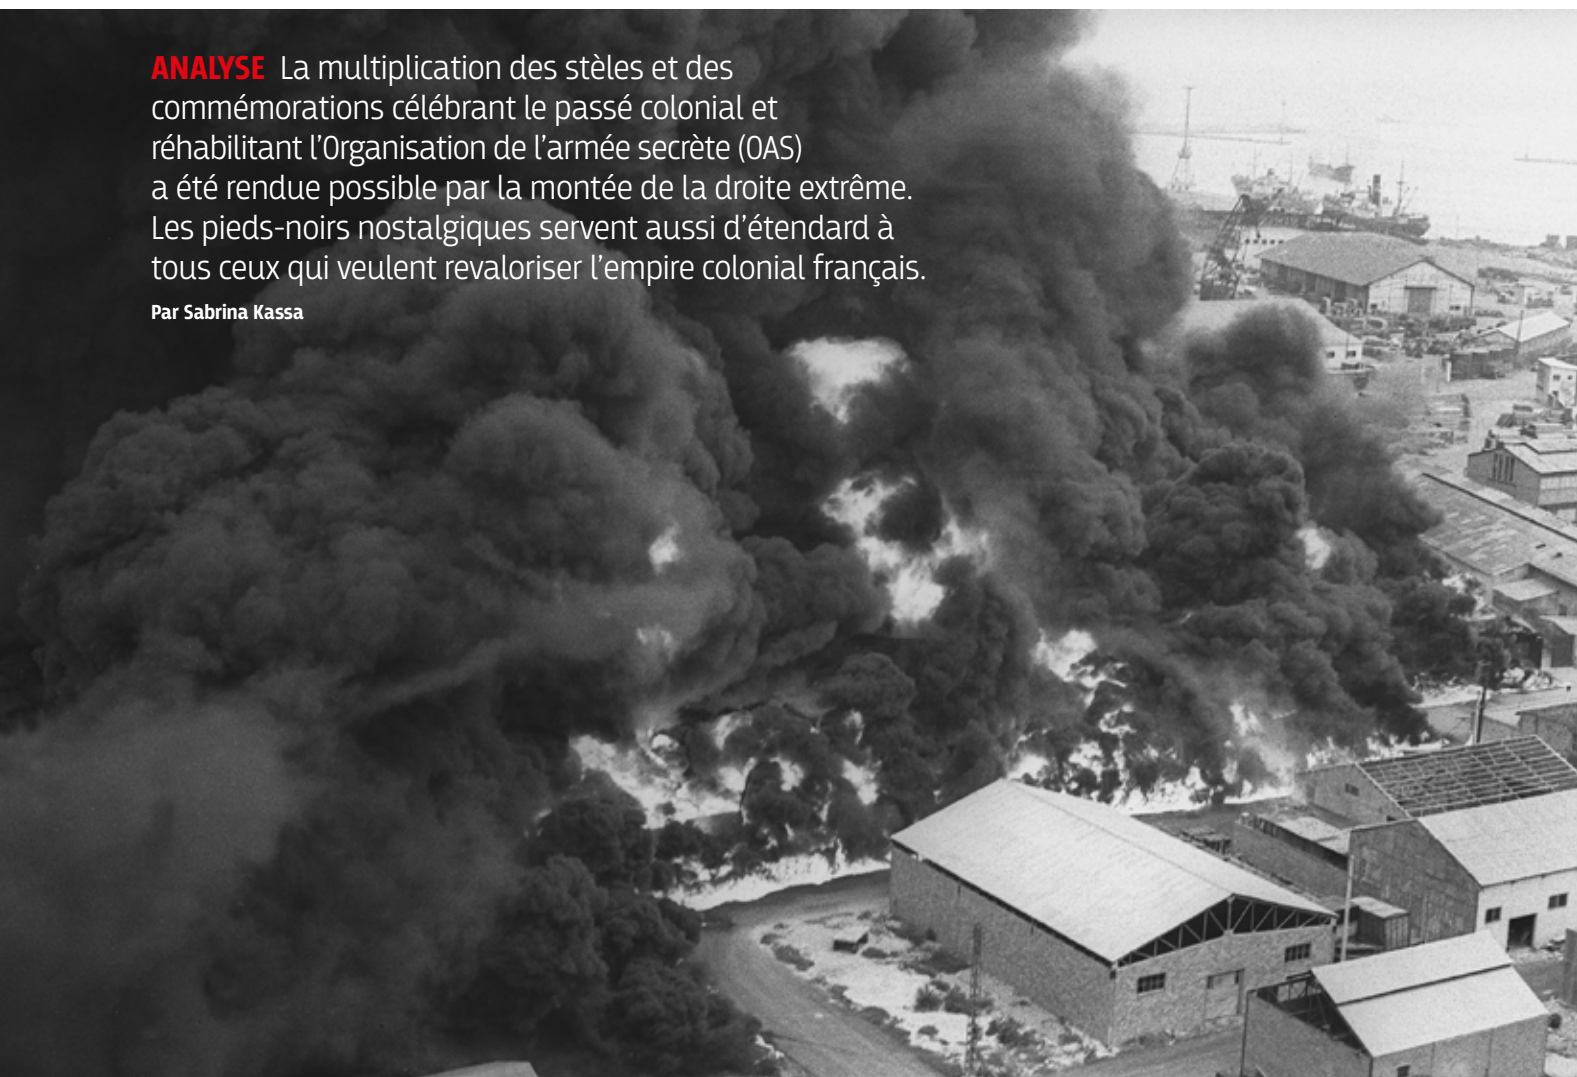 ANALYSE La multiplication des stèles et des
commémorations célébrant le passé colonial et
réhabilitant l’Organisation de l’armée secrète (OAS)
a été rendue possible par la montée de la droite extrême.
Les pieds-noirs nostalgiques servent aussi d’étendard à
tous ceux qui veulent revaloriser l’empire colonial français.
Par Sabrina Kassa